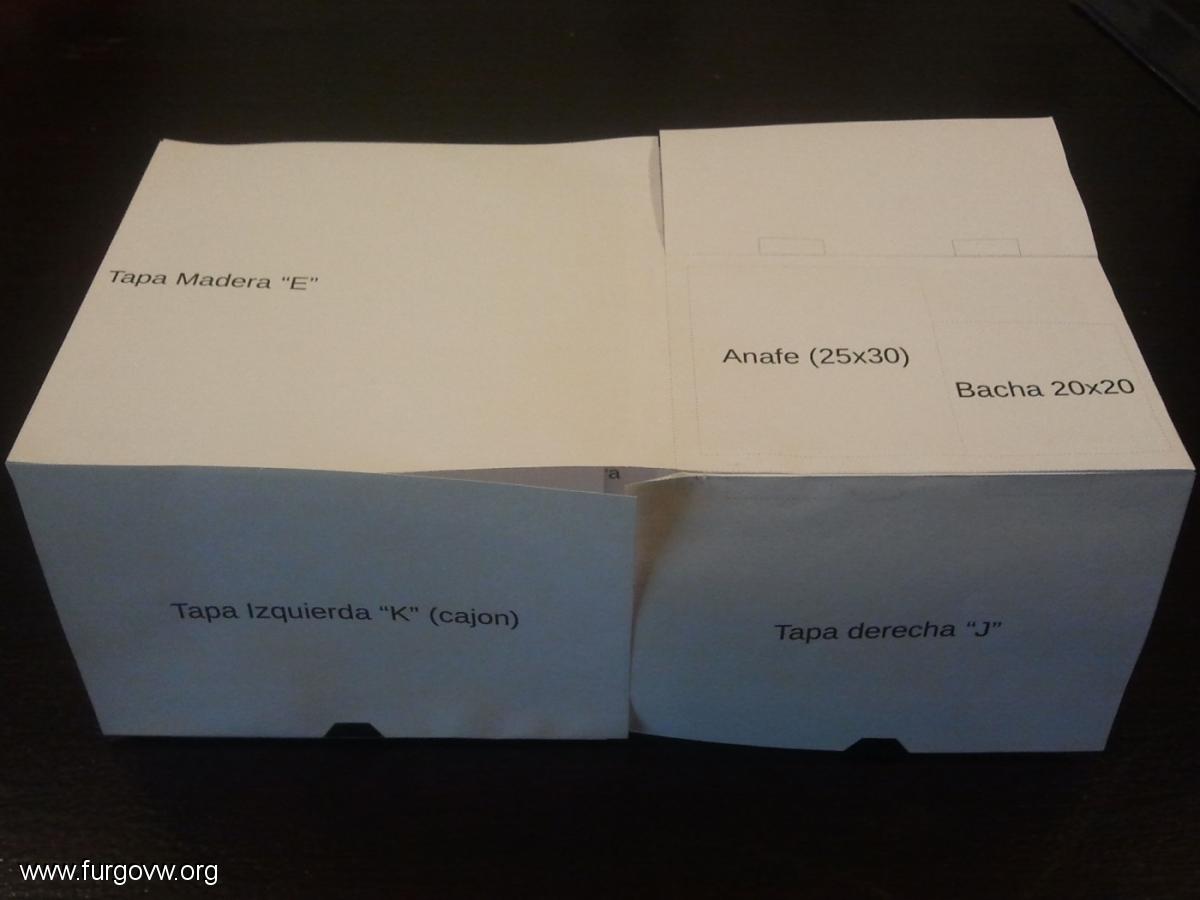 Tapa Madera “E”
Anafe (25x30)
Bacha 20x20
a
Tapa Izquierda “K” (cajon)
Tapa derecha “J”
www.furgovw.org